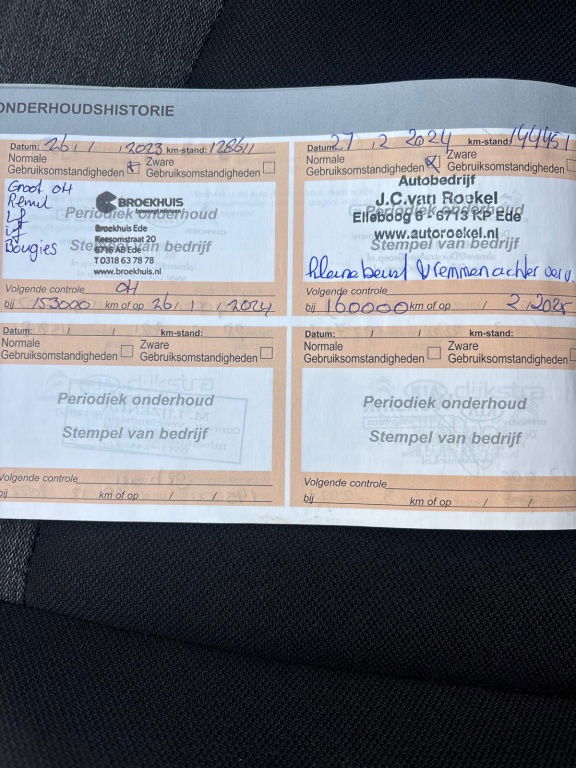 ONDERHOUDSHISTORIE
Datum: 26 / 1 / 2023 km-stand: 128611
Normale
Gebruiksomstandigheden
Zware
Gebruiksomstandigheden
Groot OH
Remvl
Lf
if
Bougies
BROEKHUIS
Periodiek onderhoud
Broekhuis Ede
Keesomstraat 20
Stempel van bedrijf
6716 AB Ede
T 0318 63 78 78
www.broekhuis.nl
Volgende controle OH
bij 153000 km of op 26 / 1 / 2024
Datum: 27 / 2 2024 km-stand: 144451
Normale
Gebruiksomstandigheden
Zware
Gebruiksomstandigheden
Autobedrijf
J.C.van Roekel
Periodiek onderhoud
Elleboog 6 - 6713 KP Ede
Stempel van bedrijf
www.autoroekel.nl
kleine beurt remmen achter
Volgende controle
bij 160000 km of op / 2 2025
Datum: / / km-stand:
Normale
Gebruiksomstandigheden
Zware
Gebruiksomstandigheden
Periodiek onderhoud
Stempel van bedrijf
Volgende controle
bij km of op / /
Datum: / / km-stand:
Normale
Gebruiksomstandigheden
Zware
Gebruiksomstandigheden
Periodiek onderhoud
Stempel van bedrijf
Volgende controle
bij km of op / /